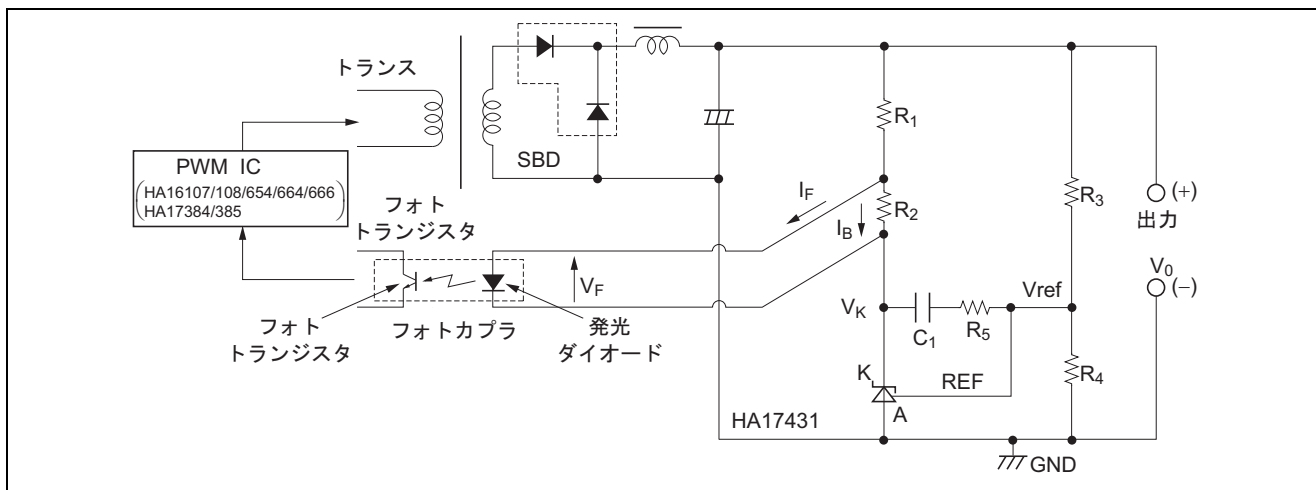 トランス
SBD
PWM IC
(HA16107/108/654/664/666
HA17384/385)
フォト
トランジスタ
フォト
トランジスタ
フォトカプラ
発光
ダイオード
VF
IF
IB
R1
R2
R3
(+)
出力
V0
(−)
Vref
VK
C1
R5
R4
K
REF
A
HA17431
GND